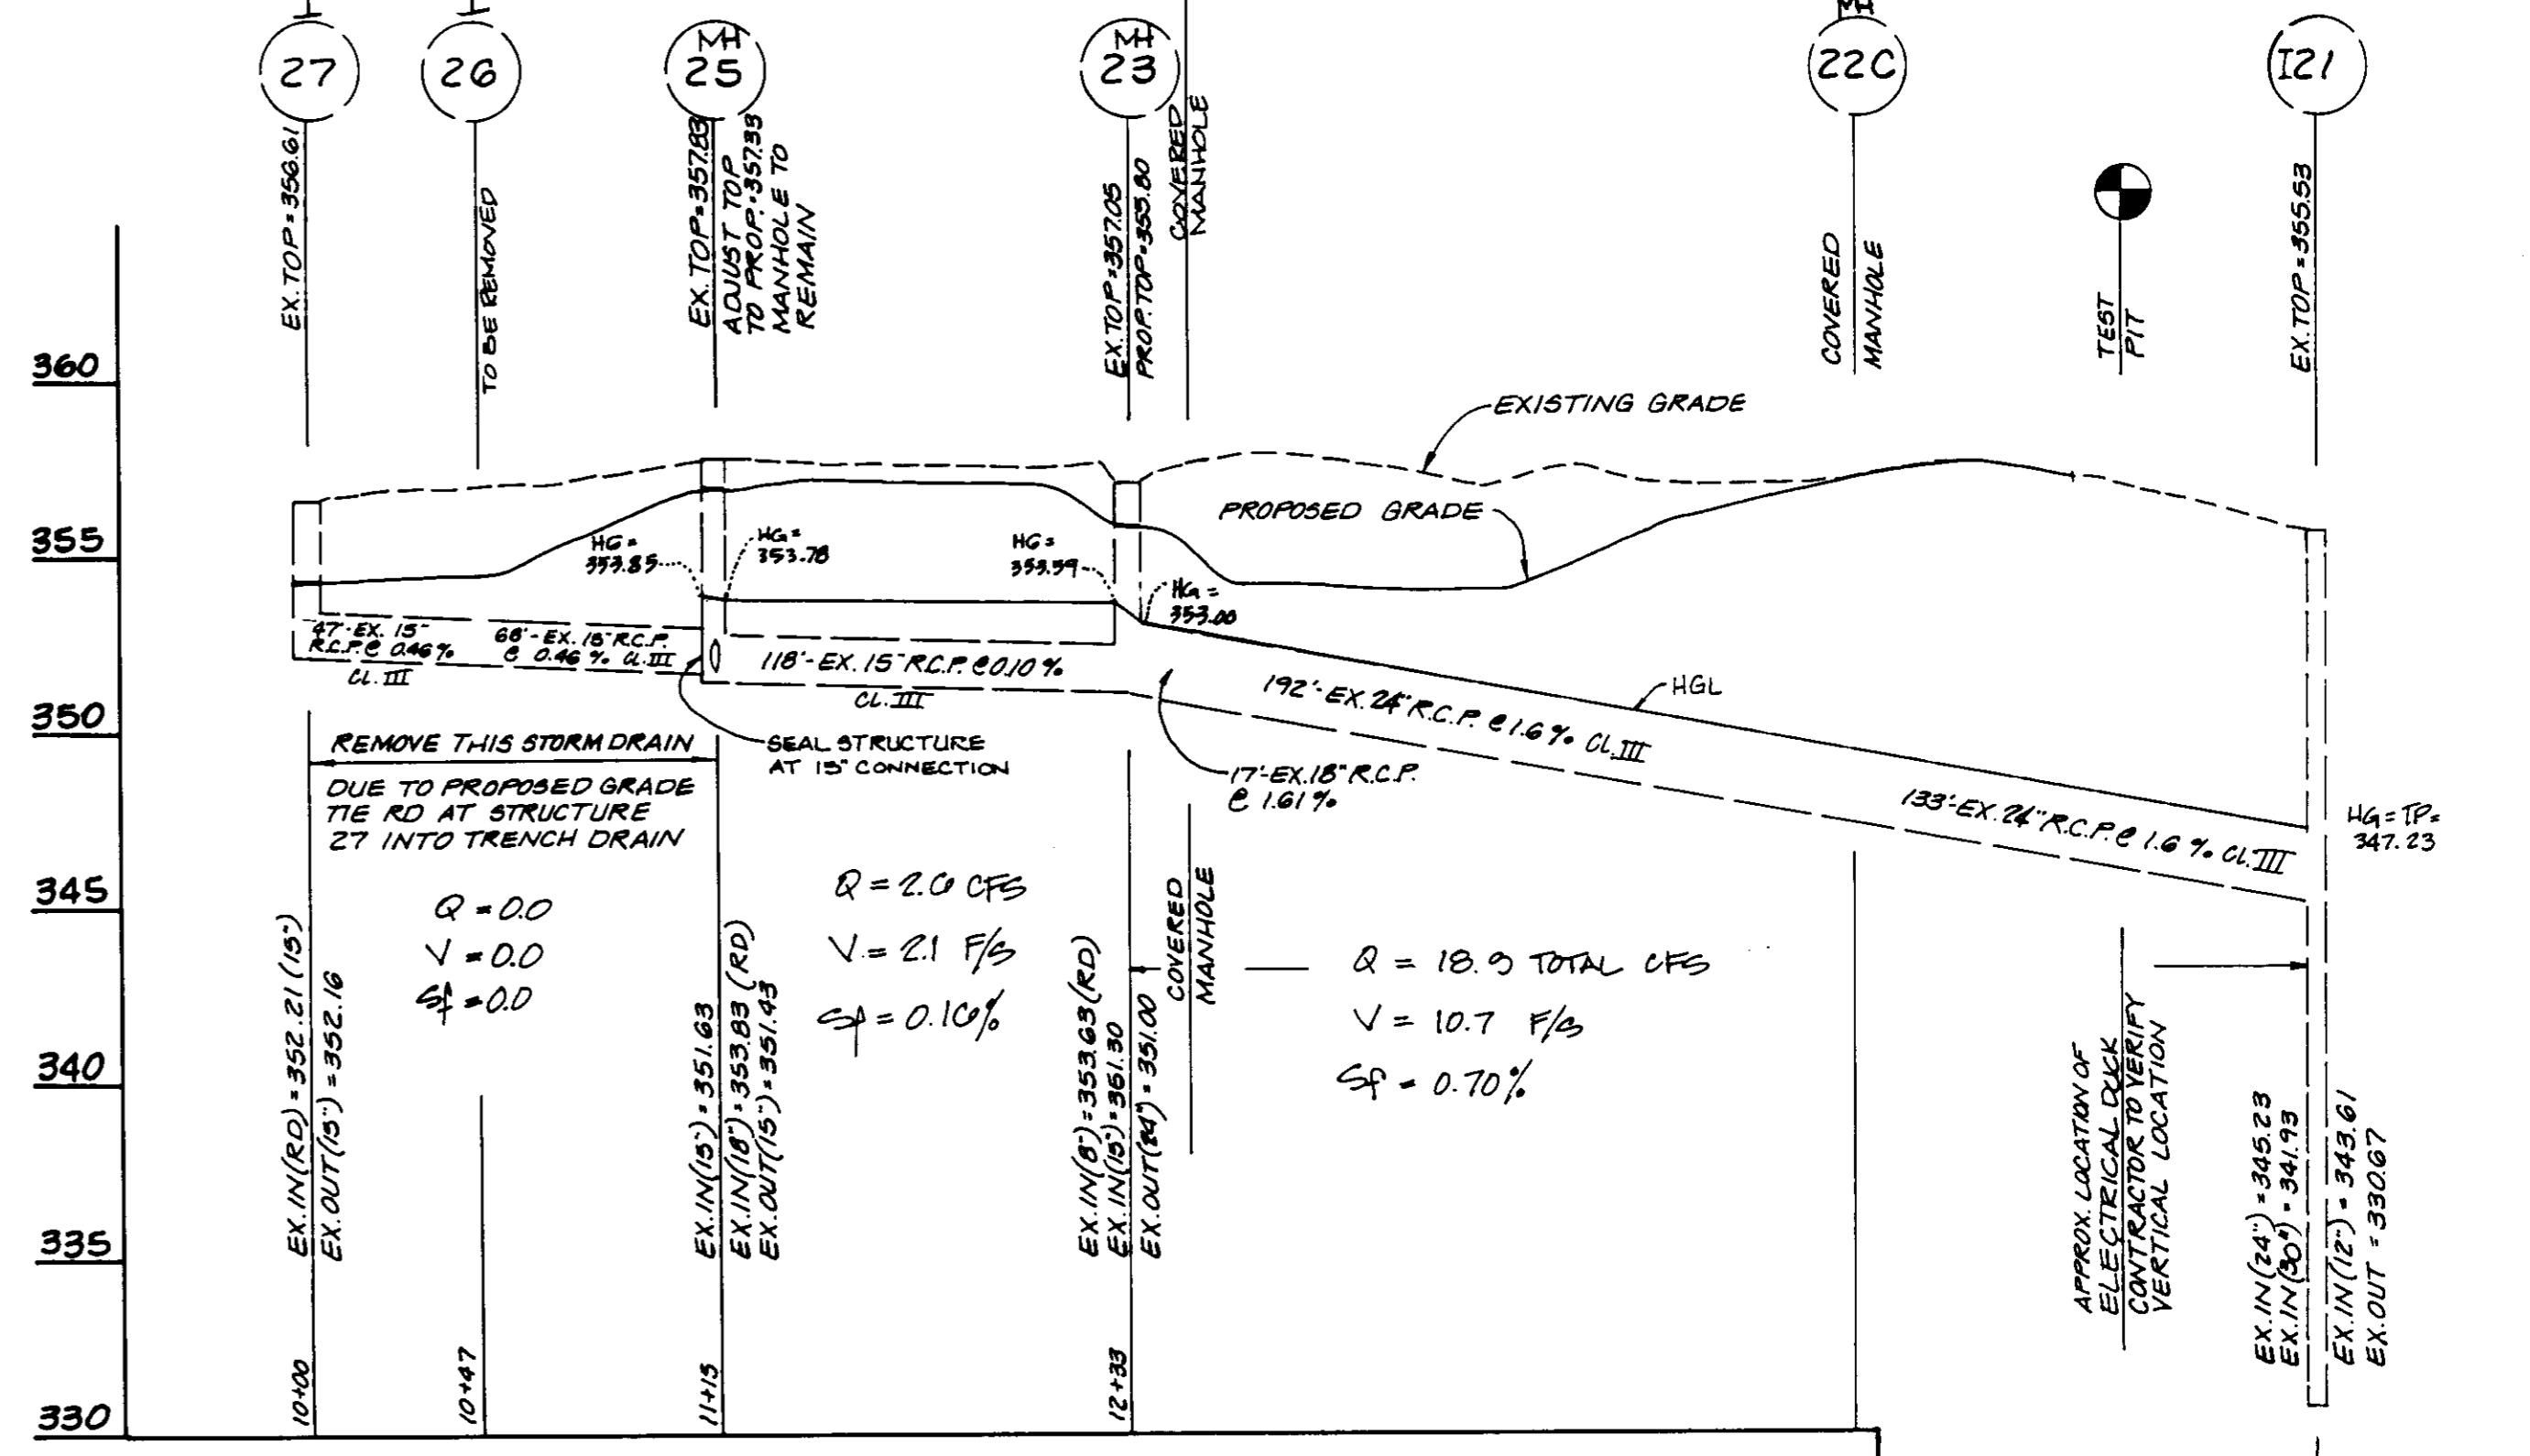 27
26
MH
25
MH
23
22C
I21
EX. TOP = 356.61
TO BE REMOVED
EX. TOP = 357.83
ADJUST TOP
TO PROP. = 357.33
MANHOLE TO
REMAIN
EX. TOP = 357.05
PROP. TOP = 355.80
COVERED
MANHOLE
COVERED
MANHOLE
TEST
PIT
EX. TOP = 355.53
360
355
350
345
340
335
330
EXISTING GRADE
PROPOSED GRADE
HG =
353.85
HG =
353.78
HG =
353.59
HG =
353.00
47'-EX. 15"
R.C.P. @ 0.46%
CL. III
68'-EX. 15" R.C.P.
@ 0.46% CL. III
118'-EX. 15" R.C.P. @ 0.10%
CL. III
192'-EX. 24" R.C.P. @ 1.6% CL. III
HGL
133'-EX. 24" R.C.P. @ 1.6% CL. III
HG = TP =
347.23
REMOVE THIS STORM DRAIN
DUE TO PROPOSED GRADE
TIE RD AT STRUCTURE
27 INTO TRENCH DRAIN
SEAL STRUCTURE
AT 15" CONNECTION
17'-EX. 18" R.C.P.
@ 1.61%
Q = 0.0
V = 0.0
Sf = 0.0
Q = 2.6 CFS
V = 2.1 F/S
Sf = 0.16%
Q = 18.9 TOTAL CFS
V = 10.7 F/S
Sf = 0.70%
COVERED
MANHOLE
EX. IN (RD) = 352.21 (15")
EX. OUT (15") = 352.16
EX. IN (15") = 351.63
EX. IN (18") = 353.83 (RD)
EX. OUT (15") = 351.43
EX. IN (8") = 353.63 (RD)
EX. IN (15") = 351.30
EX. OUT (24") = 351.00
APPROX. LOCATION OF
ELECTRICAL DUCK
CONTRACTOR TO VERIFY
VERTICAL LOCATION
EX. IN (24") = 345.23
EX. IN (30") = 341.93
EX. IN (12") = 343.61
EX. OUT = 330.67
10+00
10+47
11+15
12+33